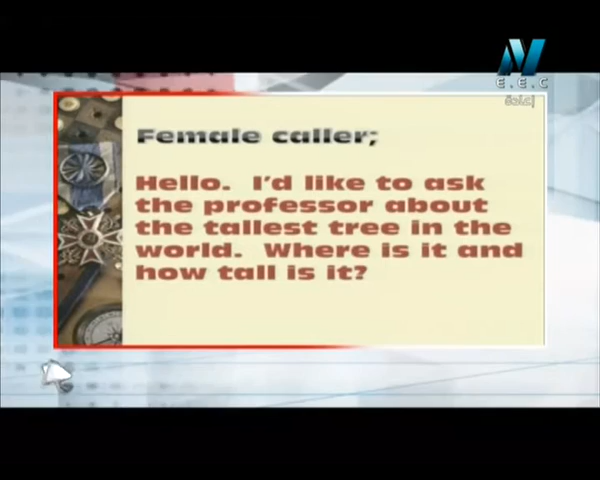 E.E.C
إعادة
Female caller;
Hello. I'd like to ask
the professor about
the tallest tree in the
world. Where is it and
how tall is it?